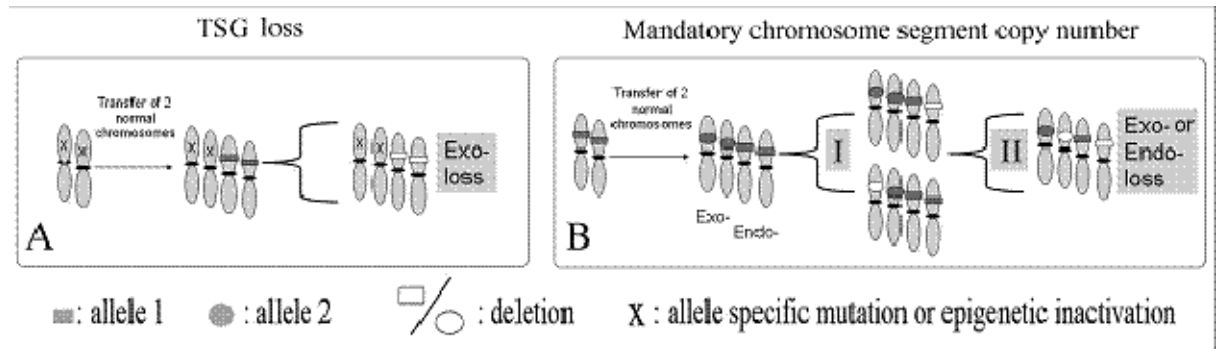 TSG loss
Mandatory chromosome segment copy number
Transfer of 2
normal
chromosomes
X X
X X
X X
Exo-
loss
A
Transfer of 2
normal
chromosomes
Exo-
Endo-
I
II
Exo- or
Endo-
loss
B
: allele 1
: allele 2
: deletion
X : allele specific mutation or epigenetic inactivation